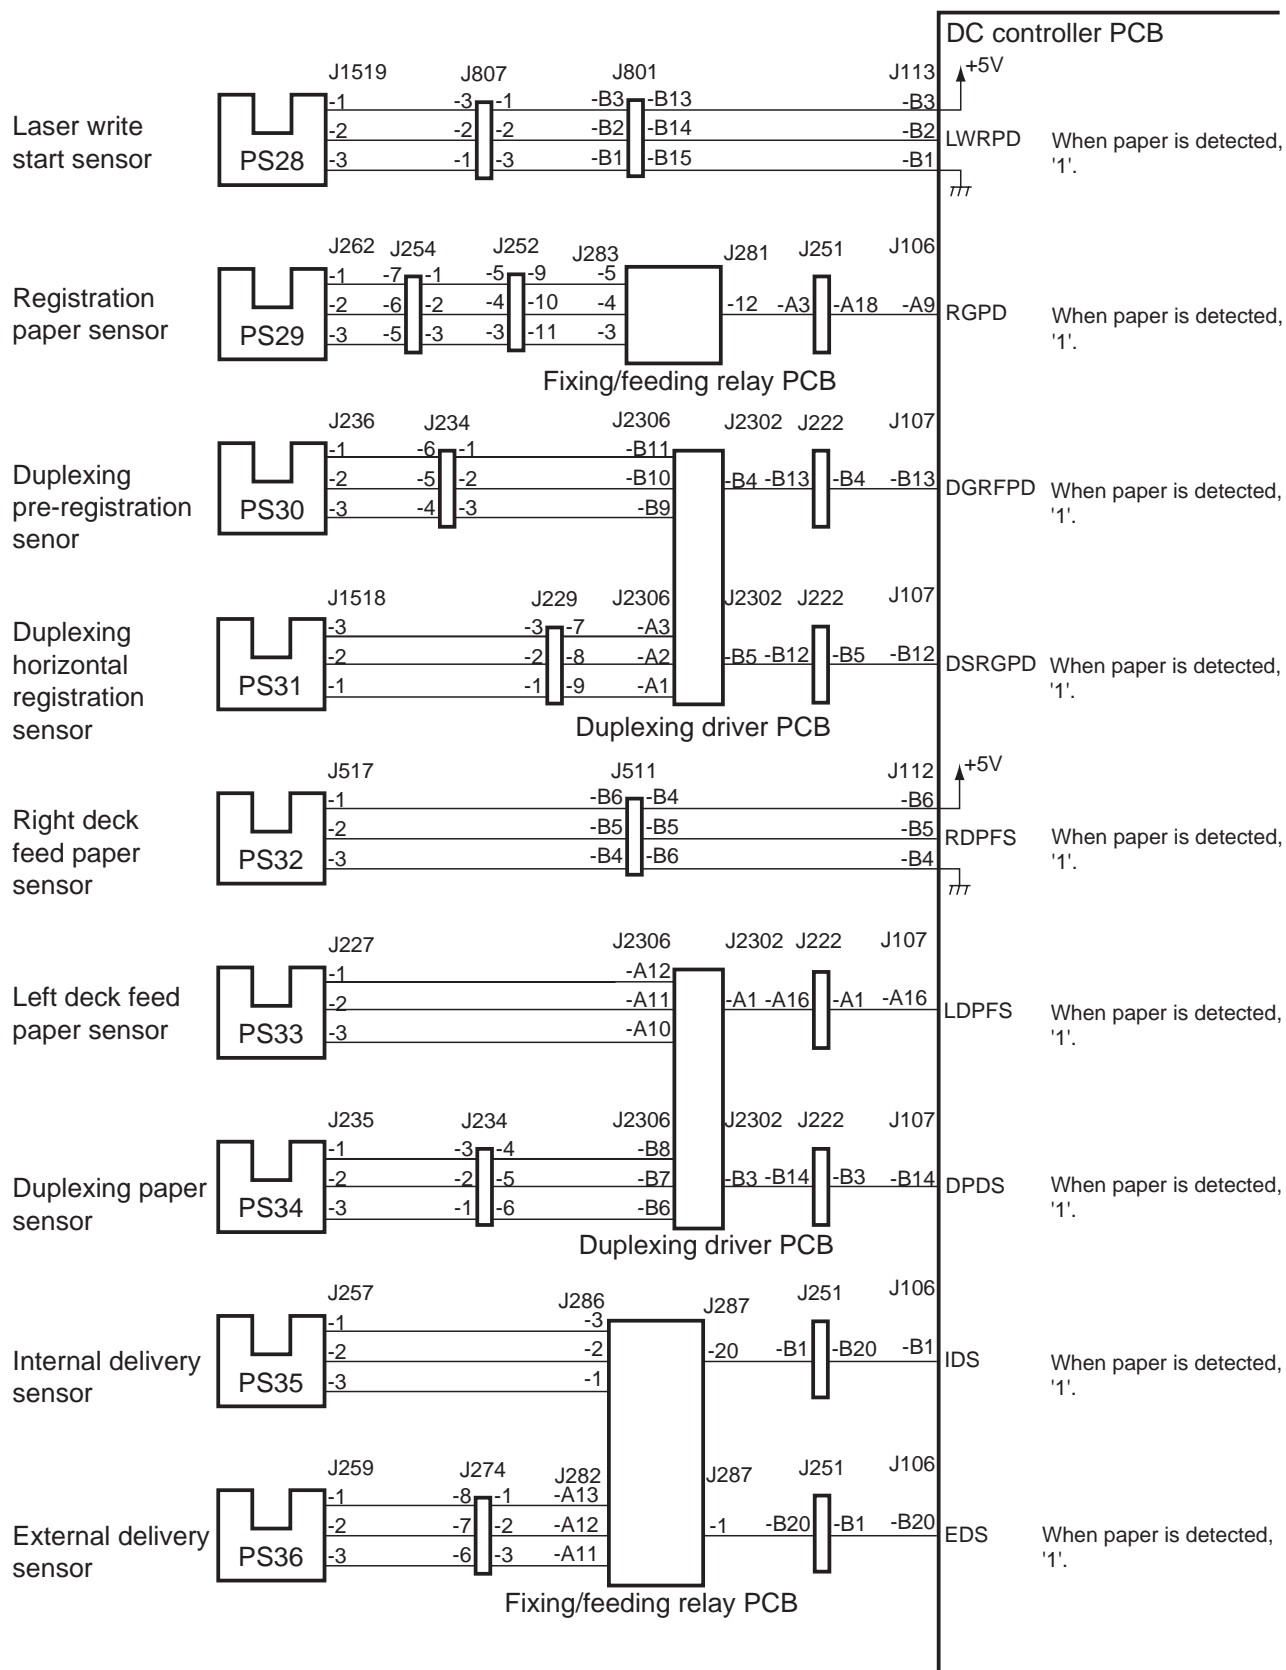 DC controller PCB
J1519 J807 J801 J113 +5V
-1 -3 -1 -B3 -B13 -B3
Laser write
start sensor
PS28
-2 -2 -2 -B2 -B14 -B2 LWRPD
When paper is detected,
'1'.
-3 -1 -3 -B1 -B15 -B1
J262 J254 J252 J283 J281 J251 J106
-1 -7 -1 -5 -9 -5
Registration
paper sensor
PS29
-2 -6 -2 -4 -10 -4 -12 -A3 -A18 -A9 RGPD
When paper is detected,
'1'.
-3 -5 -3 -3 -11 -3
Fixing/feeding relay PCB
J236 J234 J2306 J2302 J222 J107
-1 -6 -1 -B11
Duplexing
pre-registration
senor
PS30
-2 -5 -2 -B10 -B4 -B13 -B4 -B13 DGRFPD
When paper is detected,
'1'.
-3 -4 -3 -B9
J1518 J229 J2306 J2302 J222 J107
-3 -3 -7 -A3
Duplexing
horizontal
registration
sensor
PS31
-2 -2 -8 -A2 -B5 -B12 -B5 -B12 DSRGPD
When paper is detected,
'1'.
-1 -1 -9 -A1
Duplexing driver PCB
J517 J511 J112 +5V
-1 -B6 -B4 -B6
Right deck
feed paper
sensor
PS32
-2 -B5 -B5 -B5 RDPFS
When paper is detected,
'1'.
-3 -B4 -B6 -B4
J227 J2306 J2302 J222 J107
-1 -A12
Left deck feed
paper sensor
PS33
-2 -A11 -A1 -A16 -A1 -A16 LDPFS
When paper is detected,
'1'.
-3 -A10
J235 J234 J2306 J2302 J222 J107
-1 -3 -4 -B8
Duplexing paper
sensor
PS34
-2 -2 -5 -B7 -B3 -B14 -B3 -B14 DPDS
When paper is detected,
'1'.
-3 -1 -6 -B6
Duplexing driver PCB
J257 J286 J287 J251 J106
-1 -3
Internal delivery
sensor
PS35
-2 -2 -20 -B1 -B20 -B1 IDS
When paper is detected,
'1'.
-3 -1
J259 J274 J282 J287 J251 J106
-1 -8 -1 -A13
External delivery
sensor
PS36
-2 -7 -2 -A12 -1 -B20 -B1 -B20 EDS
When paper is detected,
'1'.
-3 -6 -3 -A11
Fixing/feeding relay PCB